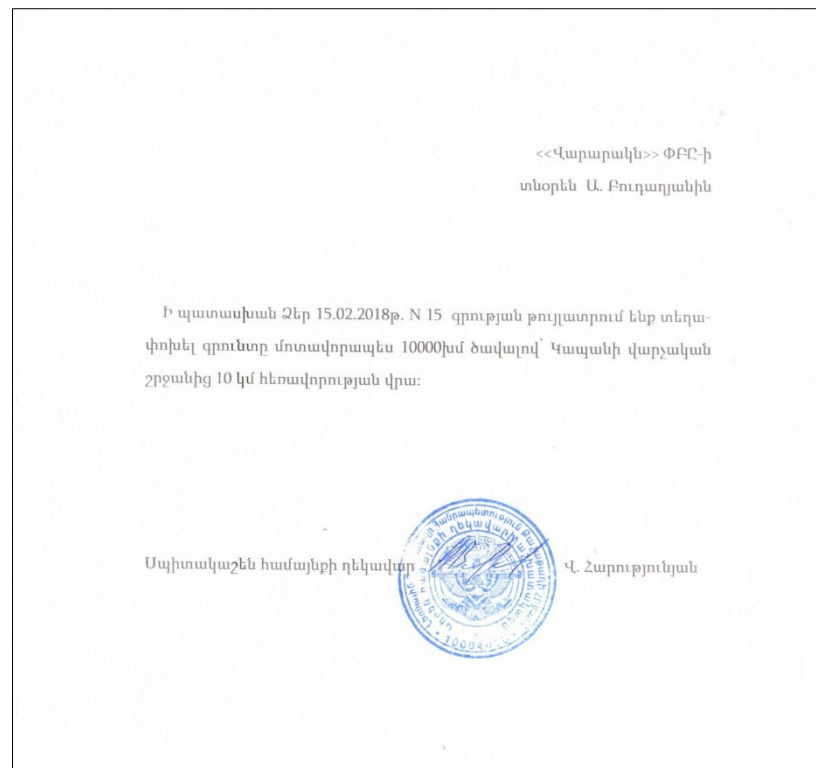 <<Վարարակն>> ՓԲԸ-ի
տնօրեն Ա. Բուդաղյանին
Ի պատասխան Ձեր 15.02.2018թ. N 15 գրության թույլատրում ենք տեղա-
փոխել գրունտը մոտավորապես 10000խմ ծավալով՝ Կապանի վարչական
շրջանից 10 կմ հեռավորության վրա:
Սպիտակաշեն համայնքի ղեկավար Վ. Հարությունյան